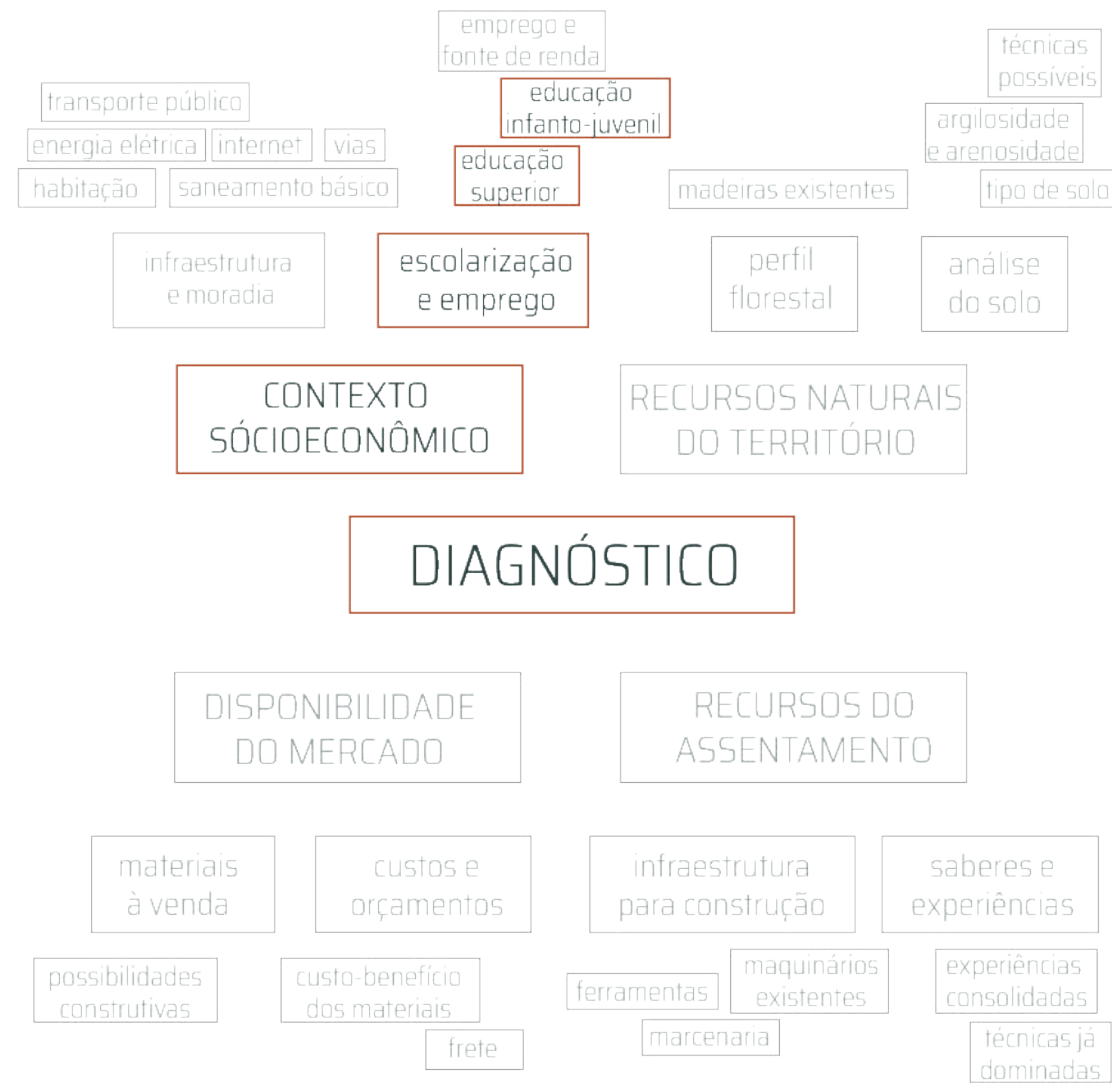 emprego e
fonte de renda
técnicas
possíveis
educação
infanto-juvenil
transporte público
argilosidade
e arenosidade
energia elétrica
internet
vias
educação
superior
habitação
saneamento básico
madeiras existentes
tipo de solo
infraestrutura
e moradia
escolarização
e emprego
perfil
florestal
análise
do solo
CONTEXTO
SÓCIOECONÔMICO
RECURSOS NATURAIS
DO TERRITÓRIO
DIAGNÓSTICO
DISPONIBILIDADE
DO MERCADO
RECURSOS DO
ASSENTAMENTO
materiais
à venda
custos e
orçamentos
infraestrutura
para construção
saberes e
experiências
possibilidades
construtivas
custo-benefício
dos materiais
frete
ferramentas
maquinários
existentes
marcenaria
experiências
consolidadas
técnicas já
dominadas